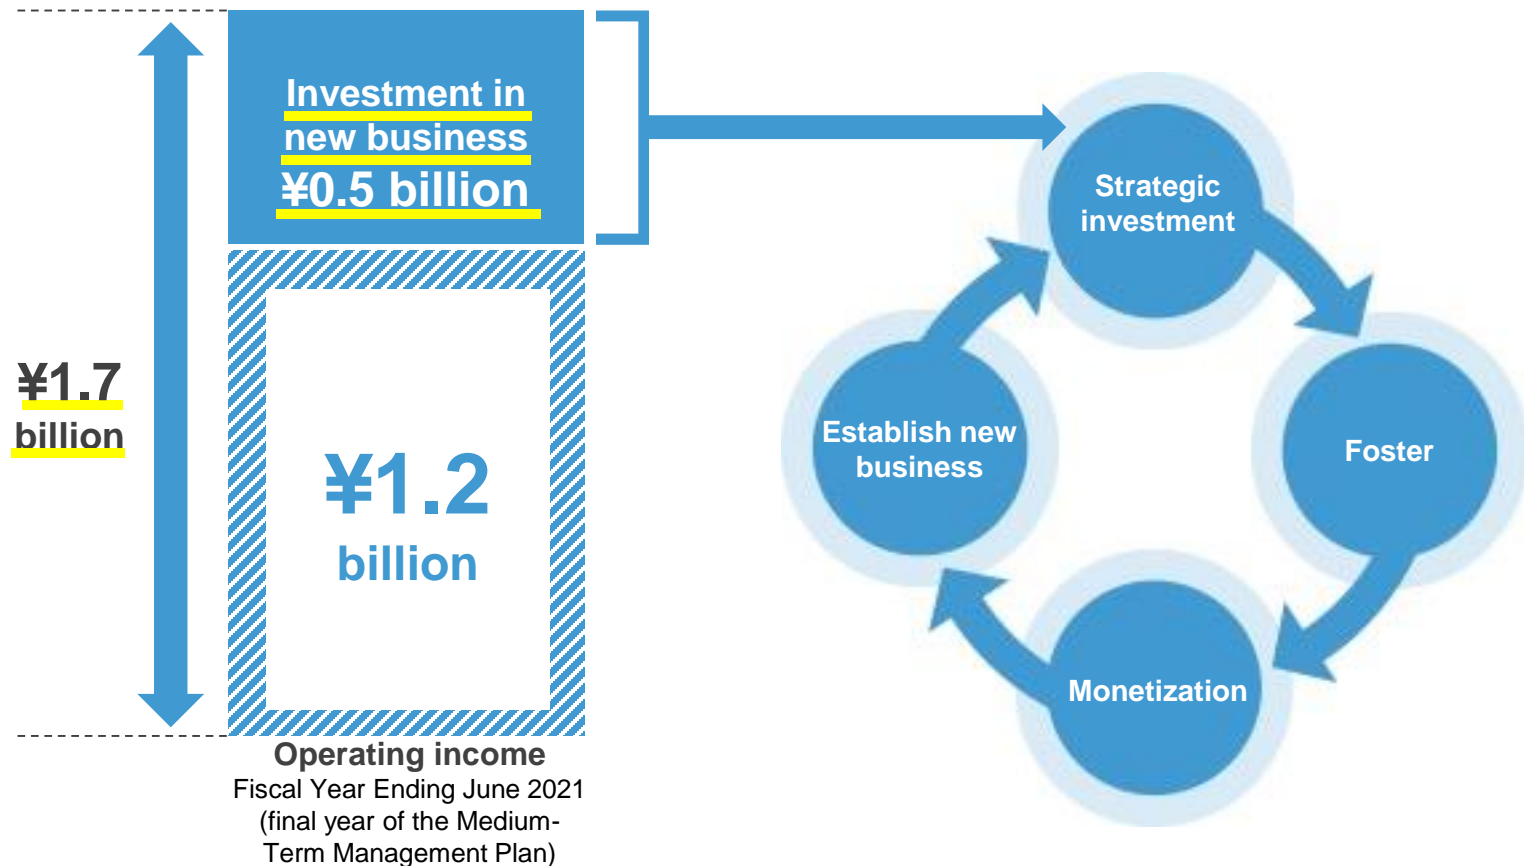 Investment in
new business
¥0.5 billion
¥1.7
billion
¥1.2
billion
Operating income
Fiscal Year Ending June 2021
(final year of the Medium-
Term Management Plan)
Strategic
investment
Foster
Monetization
Establish new
business